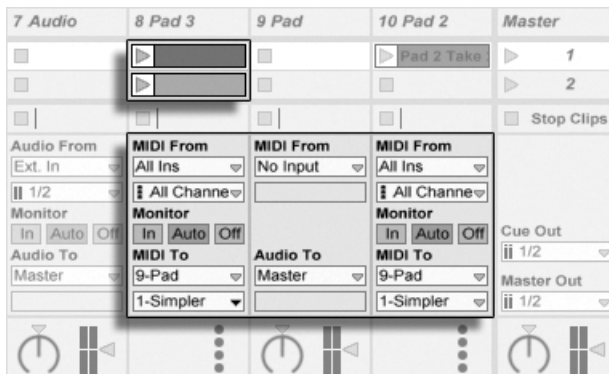 7 Audio 8 Pad 3 9 Pad 10 Pad 2 Master
Pad 2 Take 1
2
Stop Clips
Audio From MIDI From MIDI From MIDI From
Ext. In All Ins No Input All Ins
1/2 All Channe All Channe
Monitor Monitor Monitor
In Auto Off In Auto Off In Auto Off Cue Out
Audio To MIDI To Audio To MIDI To 1/2
Master 9-Pad Master 9-Pad Master Out
1-Simpler 1-Simpler 1/2